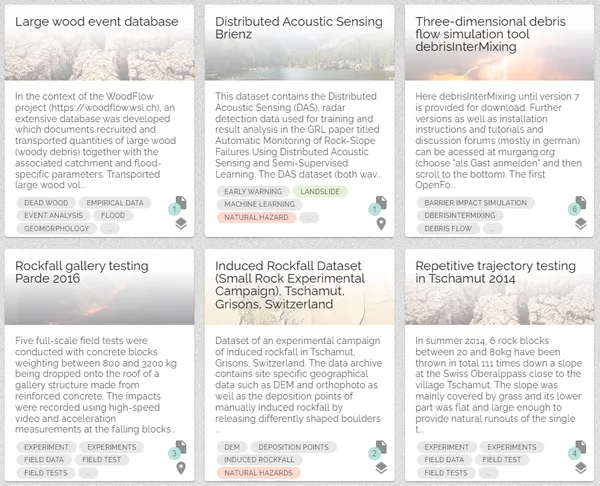 Large wood event database
In the context of the WoodFlow
project (https://woodflow.wsl.ch), an
extensive database was developed
which documents recruited and
transported quantities of large wood
(woody debris) together with the
associated catchment and flood-
specific parameters. Transported
large wood vol...
DEAD WOOD
EMPIRICAL DATA
EVENT ANALYSIS
FLOOD
GEOMORPHOLOGY
...
1
Distributed Acoustic Sensing
Brienz
This dataset contains the Distributed
Acoustic Sensing (DAS), radar
detection data used for training and
result analysis in the GRL paper titled
Automatic Monitoring of Rock-Slope
Failures Using Distributed Acoustic
Sensing and Semi-Supervised
Learning. The DAS dataset (both wav...
EARLY WARNING
LANDSLIDE
MACHINE LEARNING
NATURAL HAZARD
...
1
Three-dimensional debris
flow simulation tool
debrisInterMixing
Here debrisInterMixing until version 7
is provided for download. Further
versions as well as installation
instructions and tutorials and
discussion forums (mostly in german)
can be acessed at murgang.org
(choose "als Gast anmelden" and then
scroll to the bottom). The first
OpenFo...
BARRIER IMPACT SIMULATION
DBERISINTERMIXING
DEBRIS FLOW
...
6
Rockfall gallery testing
Parde 2016
Five full-scale field tests were
conducted with concrete blocks
weighting between 800 and 3200 kg
being dropped onto the roof of a
gallery structure made from
reinforced concrete. The impacts
were recorded using high-speed
video and acceleration
measurements at the falling blocks...
EXPERIMENT
EXPERIMENTS
FIELD DATA
FIELD TEST
FIELD TESTS
...
3
Induced Rockfall Dataset
(Small Rock Experimental
Campaign), Tschamut,
Grisons, Switzerland
Dataset of an experimental campaign
of induced rockfall in Tschamut,
Grisons, Switzerland. The data archive
contains site specific geographical
data such as DEM and orthophoto as
well as the deposition points of
manually induced rockfall by
releasing differently shaped boulders
...
DEM
DEPOSITION POINTS
INDUCED ROCKFALL
NATURAL HAZARDS
2
Repetitive trajectory testing
in Tschamut 2014
In summer 2014, 6 rock blocks
between 20 and 80kg have been
thrown in total 111 times down a slope
at the Swiss Oberalppass close to the
village Tschamut. The slope was
mainly covered by grass and its lower
part was flat and large enough to
provide natural runouts of the single
t...
EXPERIMENT
EXPERIMENTS
FIELD DATA
FIELD TEST
FIELD TESTS
...
4